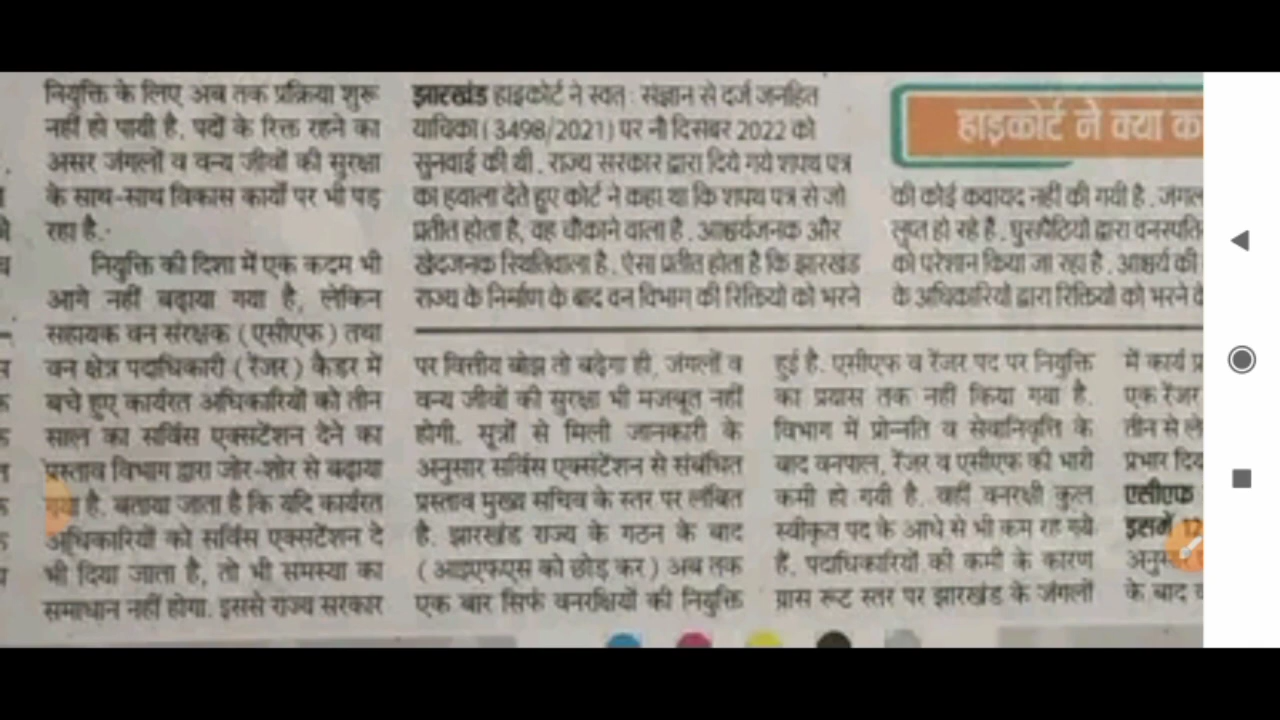 नियुक्ति के लिए अब तक प्रक्रिया शुरू
नहीं हो पायी है. पदों के रिक्त रहने का
असर जंगलों व वन्य जीवों की सुरक्षा
के साथ-साथ विकास कार्यों पर भी पड़
रहा है.
नियुक्ति की दिशा में एक कदम भी
आगे नहीं बढ़ाया गया है, लेकिन
सहायक वन संरक्षक (एसीएफ) तथा
वन क्षेत्र पदाधिकारी (रेंजर) कैडर में
बचे हुए कार्यरत अधिकारियों को तीन
साल का सर्विस एक्सटेंशन देने का
प्रस्ताव विभाग द्वारा जोर-शोर से बढ़ाया
गया है. बताया जाता है कि यदि कार्यरत
अधिकारियों को सर्विस एक्सटेंशन दे
भी दिया जाता है, तो भी समस्या का
समाधान नहीं होगा. इससे राज्य सरकार
झारखंड हाइकोर्ट ने स्वत: संज्ञान से दर्ज जनहित
याचिका (3498/2021) पर नौ दिसंबर 2022 को
सुनवाई की थी. राज्य सरकार द्वारा दिये गये शपथ पत्र
का हवाला देते हुए कोर्ट ने कहा था कि शपथ पत्र से जो
प्रतीत होता है, वह चौंकाने वाला है. आश्चर्यजनक और
खेदजनक स्थितिवाला है. ऐसा प्रतीत होता है कि झारखंड
राज्य के निर्माण के बाद वन विभाग की रिक्तियों को भरने
हाइकोर्ट ने क्या क
की कोई कवायद नहीं की गयी है. जंगल
लुप्त हो रहे हैं. घुसपैठियों द्वारा वनस्पति
को परेशान किया जा रहा है. आश्चर्य की
के अधिकारियों द्वारा रिक्तियों को भरने के
पर वित्तीय बोझ तो बढ़ेगा ही, जंगलों व
वन्य जीवों की सुरक्षा भी मजबूत नहीं
होगी. सूत्रों से मिली जानकारी के
अनुसार सर्विस एक्सटेंशन से संबंधित
प्रस्ताव मुख्य सचिव के स्तर पर लंबित
है. झारखंड राज्य के गठन के बाद
(आइएफएस को छोड़ कर) अब तक
एक बार सिर्फ वनरक्षियों की नियुक्ति
हुई है. एसीएफ व रेंजर पद पर नियुक्ति
का प्रयास तक नहीं किया गया है.
विभाग में प्रोन्नति व सेवानिवृत्ति के
बाद वनपाल, रेंजर व एसीएफ की भारी
कमी हो गयी है. वहीं वनरक्षी कुल
स्वीकृत पद के आधे से भी कम रह गये
हैं. पदाधिकारियों की कमी के कारण
ग्रास रूट स्तर पर झारखंड के जंगलों
में कार्य प्र
एक रेंजर
तीन से ले
प्रभार दिय
एसीएफ
इसमें
के बाद